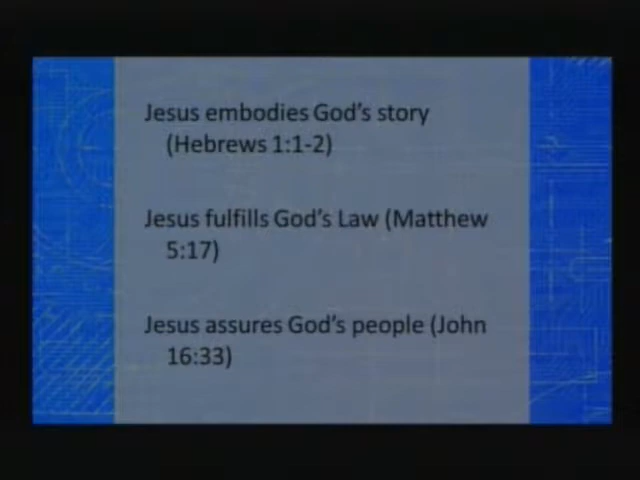 Jesus embodies God's story
(Hebrews 1:1-2)
Jesus fulfills God's Law (Matthew
5:17)
Jesus assures God's people (John
16:33)